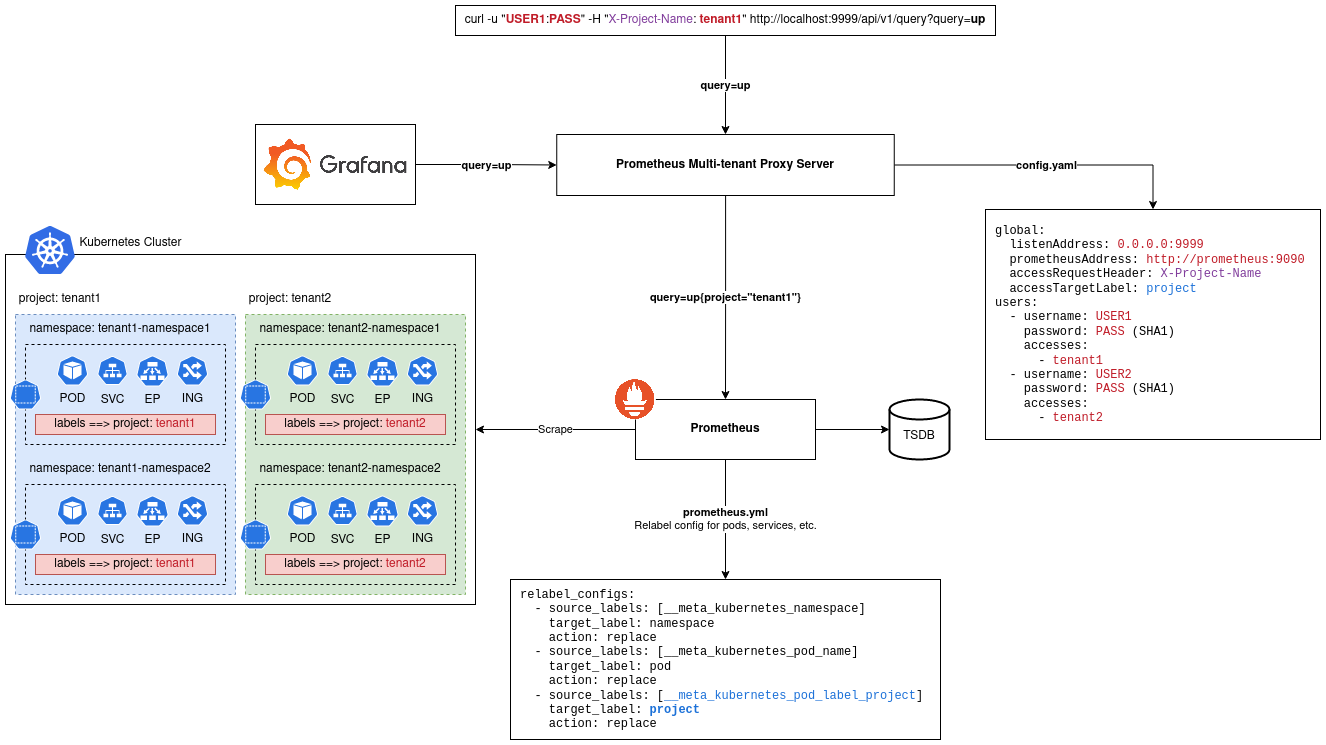 curl -u "USER1:PASS" -H "X-Project-Name: tenant1" http://localhost:9999/api/v1/query?query=up
query=up
Grafana
query=up
Prometheus Multi-tenant Proxy Server
config.yaml
global:
  listenAddress: 0.0.0.0:9999
  prometheusAddress: http://prometheus:9090
  accessRequestHeader: X-Project-Name
  accessTargetLabel: project
users:
  - username: USER1
    password: PASS (SHA1)
    accesses:
      - tenant1
  - username: USER2
    password: PASS (SHA1)
    accesses:
      - tenant2
Kubernetes Cluster
project: tenant1
namespace: tenant1-namespace1
POD SVC EP ING
labels ==> project: tenant1
namespace: tenant1-namespace2
POD SVC EP ING
labels ==> project: tenant1
project: tenant2
namespace: tenant2-namespace1
POD SVC EP ING
labels ==> project: tenant2
namespace: tenant2-namespace2
POD SVC EP ING
labels ==> project: tenant2
query=up{project="tenant1"}
Scrape
Prometheus
TSDB
prometheus.yml
Relabel config for pods, services, etc.
relabel_configs:
  - source_labels: [__meta_kubernetes_namespace]
    target_label: namespace
    action: replace
  - source_labels: [__meta_kubernetes_pod_name]
    target_label: pod
    action: replace
  - source_labels: [__meta_kubernetes_pod_label_project]
    target_label: project
    action: replace